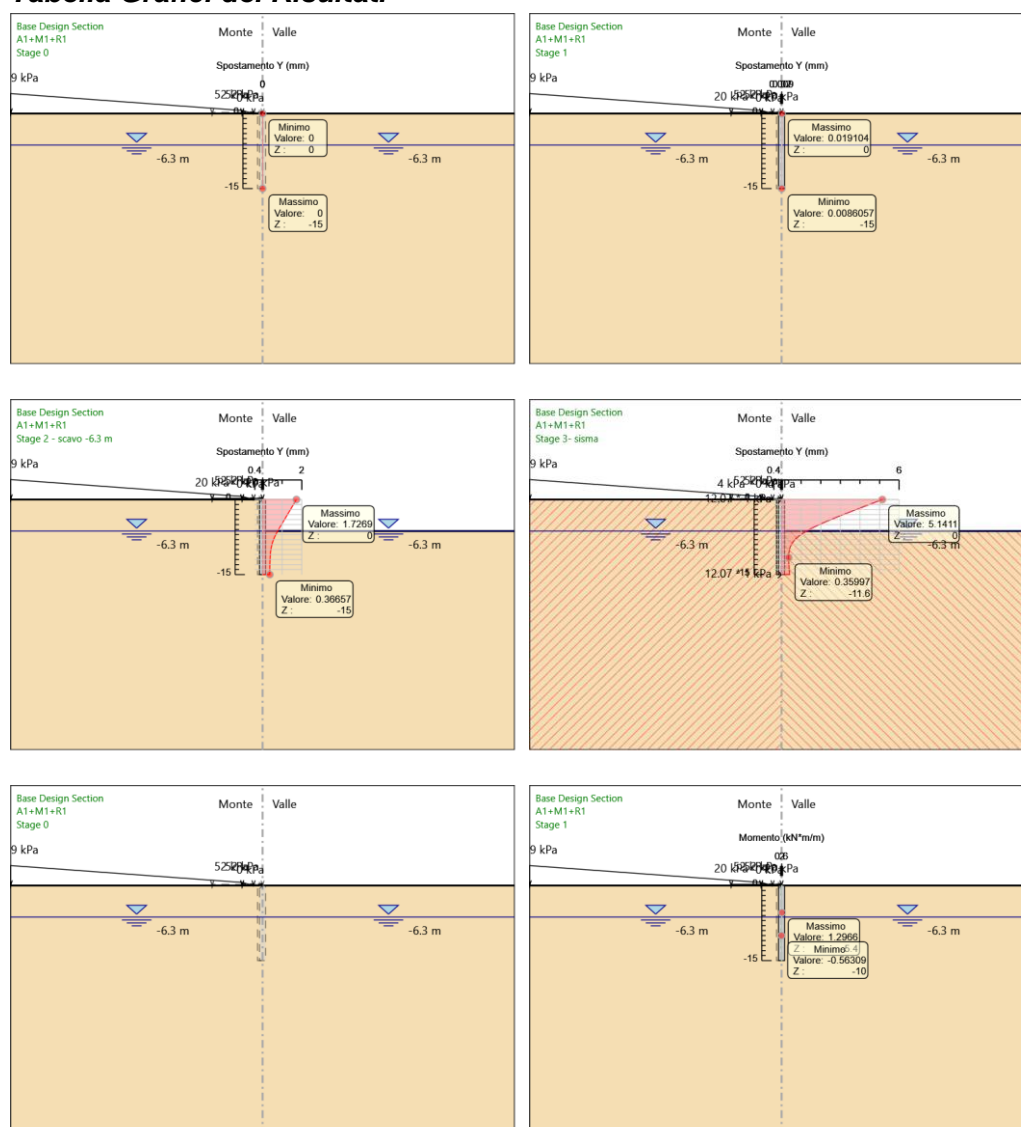 Tabella Grafici dei Risultati
Base Design Section
A1+M1+R1
Stage 0
Monte Valle
Spostamento Y (mm)
0
9 kPa
Minimo
Valore: 0
Z : 0
-6.3 m
-6.3 m
-15
Massimo
Valore: 0
Z : -15
Base Design Section
A1+M1+R1
Stage 1
Monte Valle
Spostamento Y (mm)
9 kPa
20 kPa
Massimo
Valore: 0.019104
Z : 0
-6.3 m
-6.3 m
-15
Minimo
Valore: 0.0086057
Z : -15
Base Design Section
A1+M1+R1
Stage 2 - scavo -6.3 m
Monte Valle
Spostamento Y (mm)
9 kPa
0.4 2
20 kPa
Massimo
Valore: 1.7269
Z : 0
-6.3 m
-6.3 m
-15
Minimo
Valore: 0.36657
Z : -15
Base Design Section
A1+M1+R1
Stage 3- sisma
Monte Valle
Spostamento Y (mm)
9 kPa
0.4 6
4 kPa
Massimo
Valore: 5.1411
Z : 0
-6.3 m
-6.3 m
12.07
Minimo
Valore: 0.35997
Z : -11.6
Base Design Section
A1+M1+R1
Stage 0
Monte Valle
9 kPa
-6.3 m
-6.3 m
-15
Base Design Section
A1+M1+R1
Stage 1
Monte Valle
Momento (kN*m/m)
9 kPa
20 kPa
-6.3 m
-6.3 m
Massimo
Valore: 1.2966
Minimo
-15
Valore: -0.56309
Z : -10